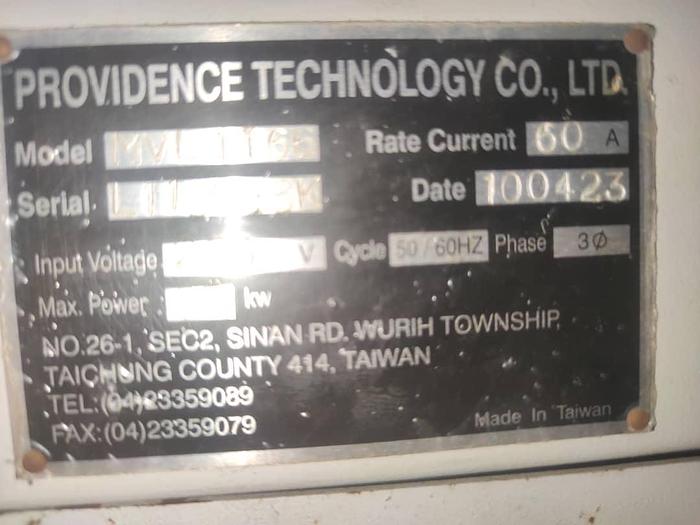 PROVIDENCE TECHNOLOGY CO., LTD.
Model Rate Current 60 A
Serial Date 100423
Input Voltage V Cycle 50/60HZ Phase 3Ø
Max. Power kw
NO.26-1, SEC2, SINAN RD. WURIH TOWNSHIP,
TAICHUNG COUNTY 414, TAIWAN
TEL:(04)23359089
FAX:(04)23359079
Made In Taiwan